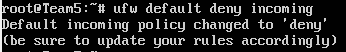 root@Team5:~# ufw default deny incoming
Default incoming policy changed to 'deny'
(be sure to update your rules accordingly)